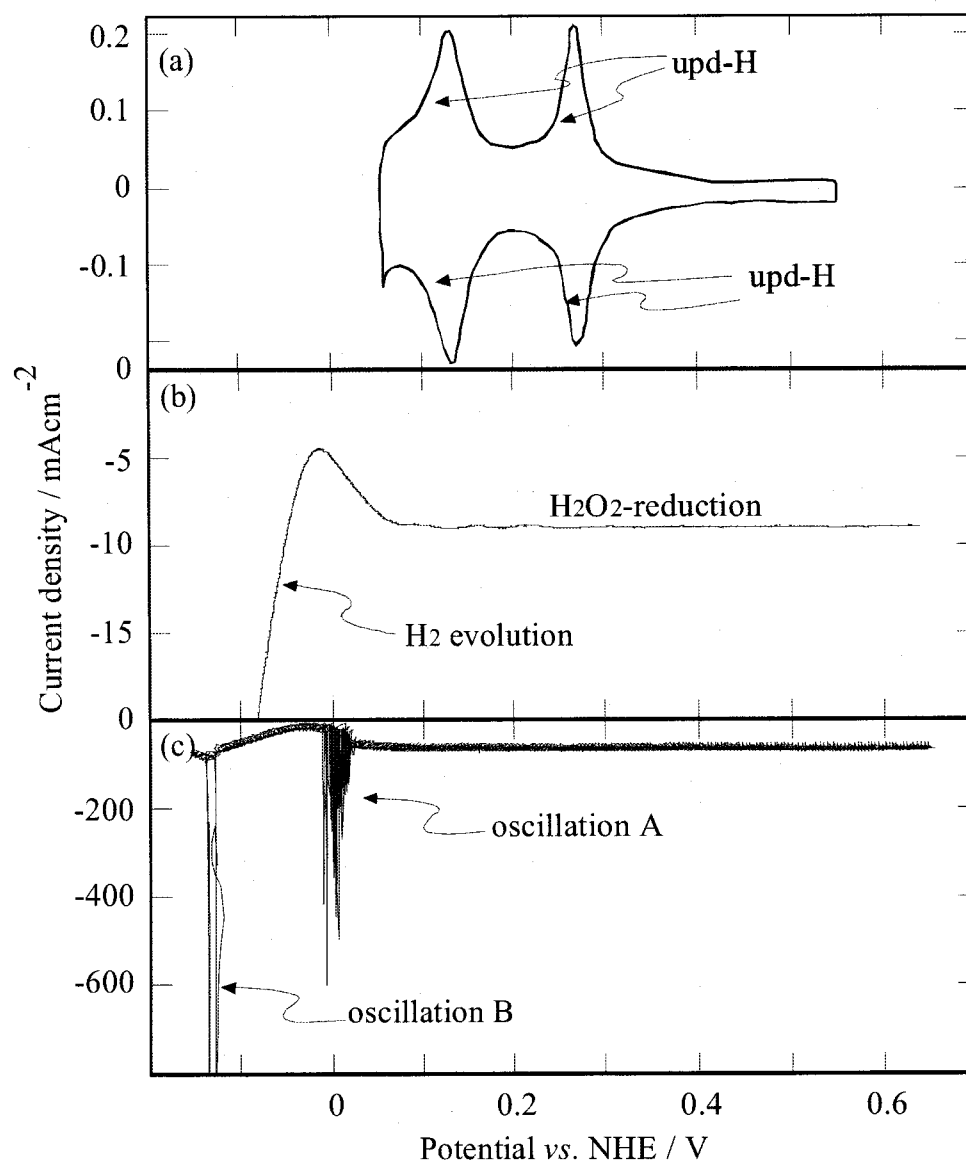 (a)
0.2
0.1
0
-0.1
upd-H
upd-H
0
(b)
-5
-10
-15
H2O2-reduction
H2 evolution
0
(c)
-200
-400
-600
oscillation A
oscillation B
Current density / mAcm-2
0
0.2
0.4
0.6
Potential vs. NHE / V